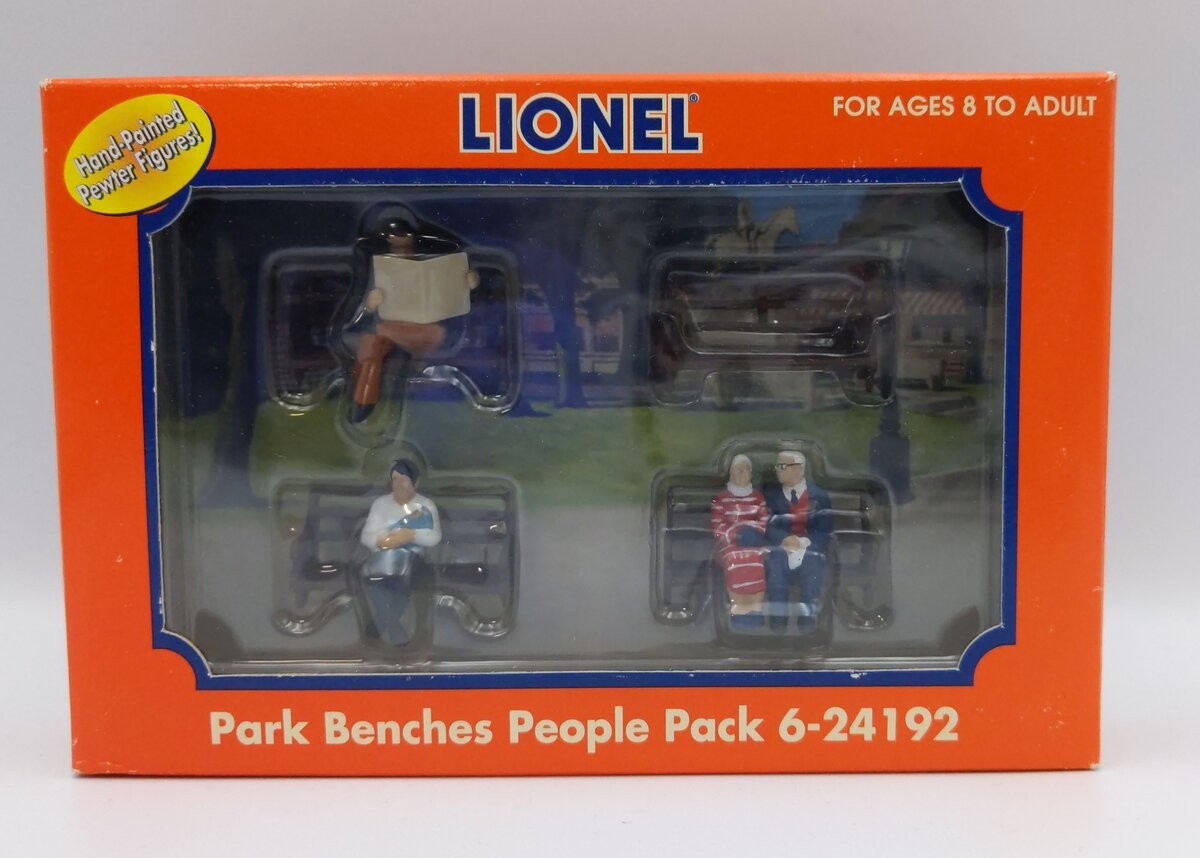 Hand-Painted
Pewter Figures!
LIONEL®
FOR AGES 8 TO ADULT
Park Benches People Pack 6-24192